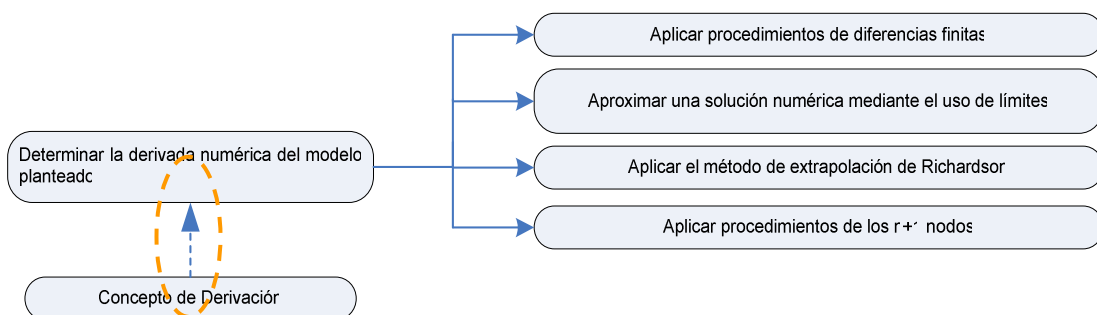 Aplicar procedimientos de diferencias finitas
Aproximar una solución numérica mediante el uso de límites
Determinar la derivada numérica del modelo
planteado
Aplicar el método de extrapolación de Richardson
Aplicar procedimientos de los n+1 nodos
Concepto de Derivación